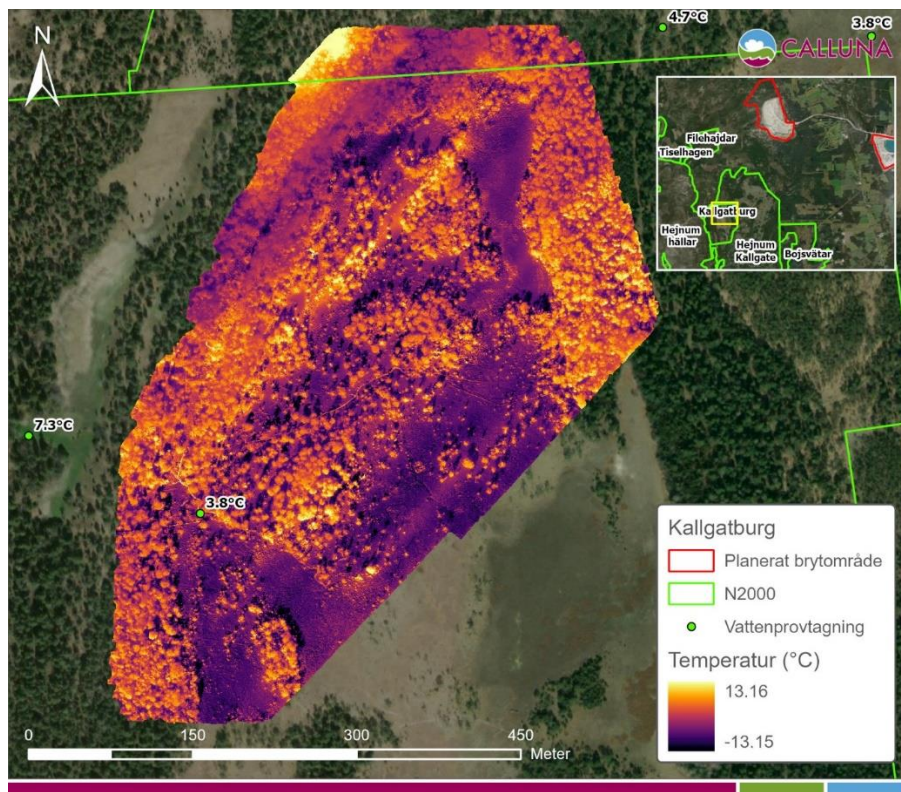 4.7°C
3.8°C
N
CALLUNA
Filehajdar
Tiselhagen
Kallgatburg
Hejnum
hällar
Hejnum
Kallgate
Bojsvätar
7.3°C
3.8°C
Kallgatburg
Planerat brytområde
N2000
Vattenprovtagning
Temperatur (°C)
13.16
-13.15
0
150
300
450
Meter